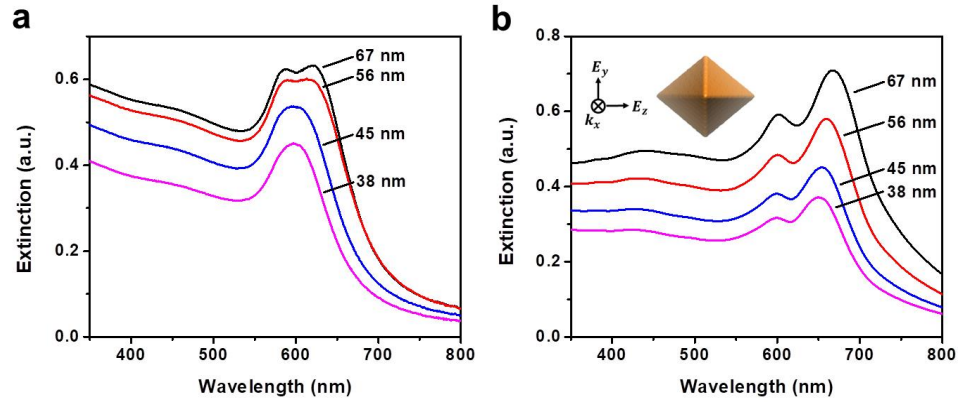 a
Extinction (a.u.)
0.6
0.4
0.2
0.0
67 nm
56 nm
45 nm
38 nm
400 500 600 700 800
Wavelength (nm)
b
Extinction (a.u.)
0.8
0.6
0.4
0.2
0.0
E_y
E_z
k_x
67 nm
56 nm
45 nm
38 nm
400 500 600 700 800
Wavelength (nm)